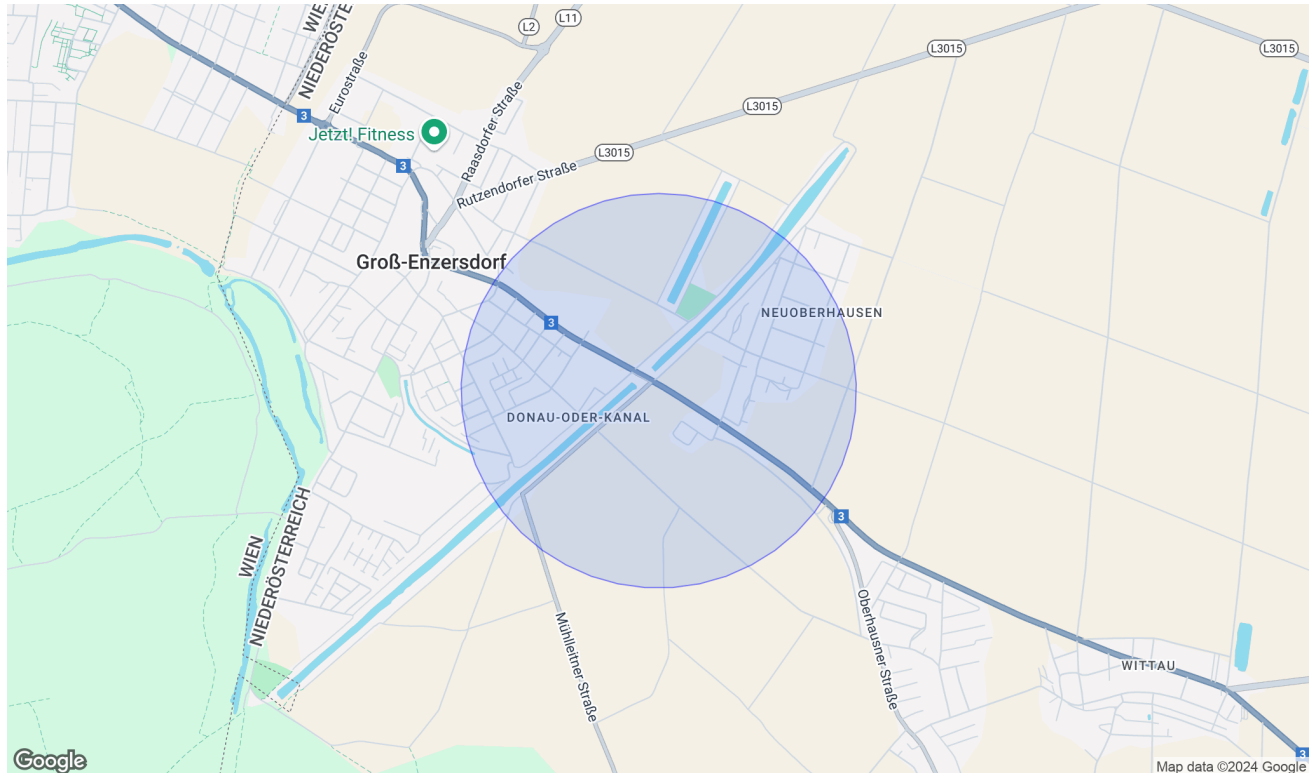 WIE
NIEDERÖSTE
L2
L11
L3015
L3015
3
Eurostraße
Jetzt! Fitness
3
Raasdorfer Straße
L3015
L3015
Rutzendorfer Straße
Groß-Enzersdorf
3
NEUOBERHAUSEN
DONAU-ODER-KANAL
WIEN
NIEDERÖSTERREICH
3
Mühlleitner Straße
Oberhausner Straße
WITTAU
3
Google
Map data ©2024 Google